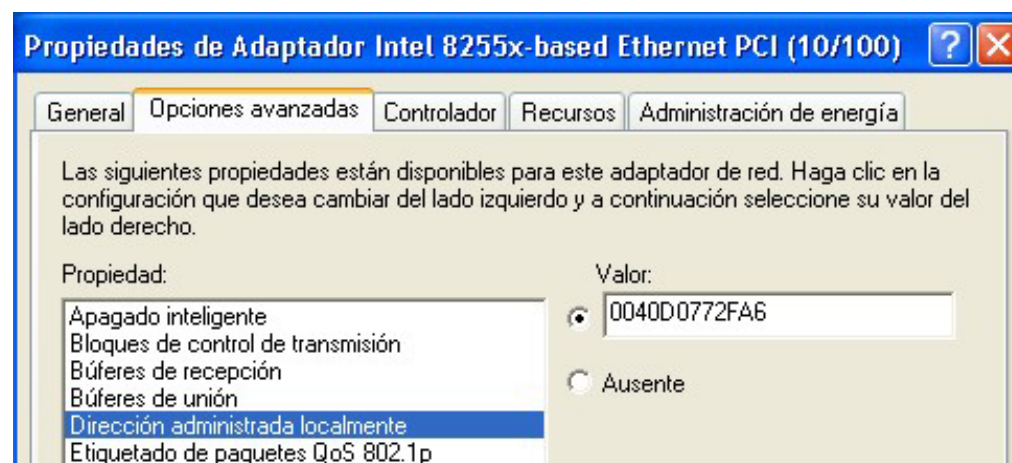 Propiedades de Adaptador Intel 8255x-based Ethernet PCI (10/100)
General Opciones avanzadas Controlador Recursos Administración de energía
Las siguientes propiedades están disponibles para este adaptador de red. Haga clic en la
configuración que desea cambiar del lado izquierdo y a continuación seleccione su valor del
lado derecho.
Propiedad:
Valor:
Apagado inteligente
Bloques de control de transmisión
Búferes de recepción
Búferes de unión
Dirección administrada localmente
Etiquetado de paquetes QoS 802.1p
0040D0772FA6
Ausente